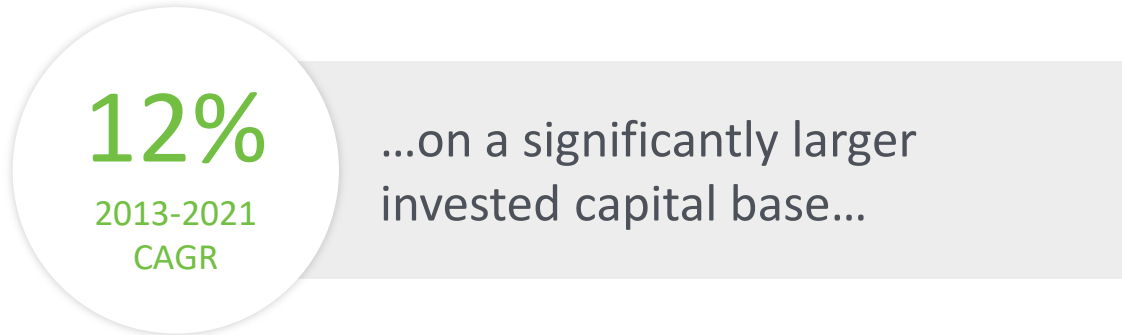 12%
2013-2021
CAGR
…on a significantly larger
invested capital base…